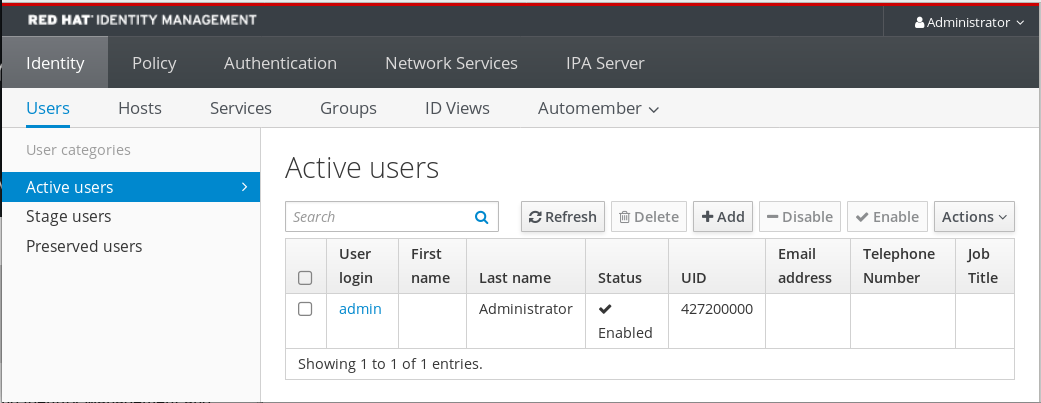 RED HAT® IDENTITY MANAGEMENT
Administrator
Identity Policy Authentication Network Services IPA Server
Users Hosts Services Groups ID Views Automember
User categories
Active users
Stage users
Preserved users
Active users
Search Refresh Delete Add Disable Enable Actions
User login First name Last name Status UID Email address Telephone Number Job Title
admin Administrator Enabled 427200000
Showing 1 to 1 of 1 entries.